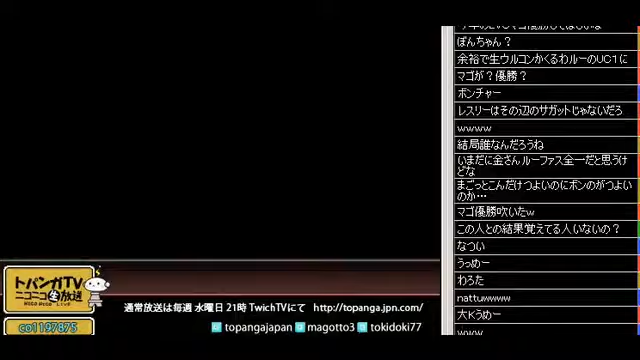 ぽんちゃん？
余裕で生ウルコンかくるわルーのUC1に
マゴが？優勝？
ボンチャー
レスリーはその辺のサガットじゃないだろ
wwww
結局誰なんだろうね
いまだに金さんルーファス全一だと思うけどな
まごっとこんだけつよいのにボンのがつよいのか…
マゴ優勝吹いたw
この人との結果覚えてる人いないの？
なつい
うっめー
わろた
nattuwwww
大Kうめー
www
トパンガTV
ニコニコ生放送
NICO NICO LIVE
co1197875
通常放送は毎週 水曜日 21時 TwichTVにて http://topanga.jpn.com/
topangajapan magotto3 tokidoki77